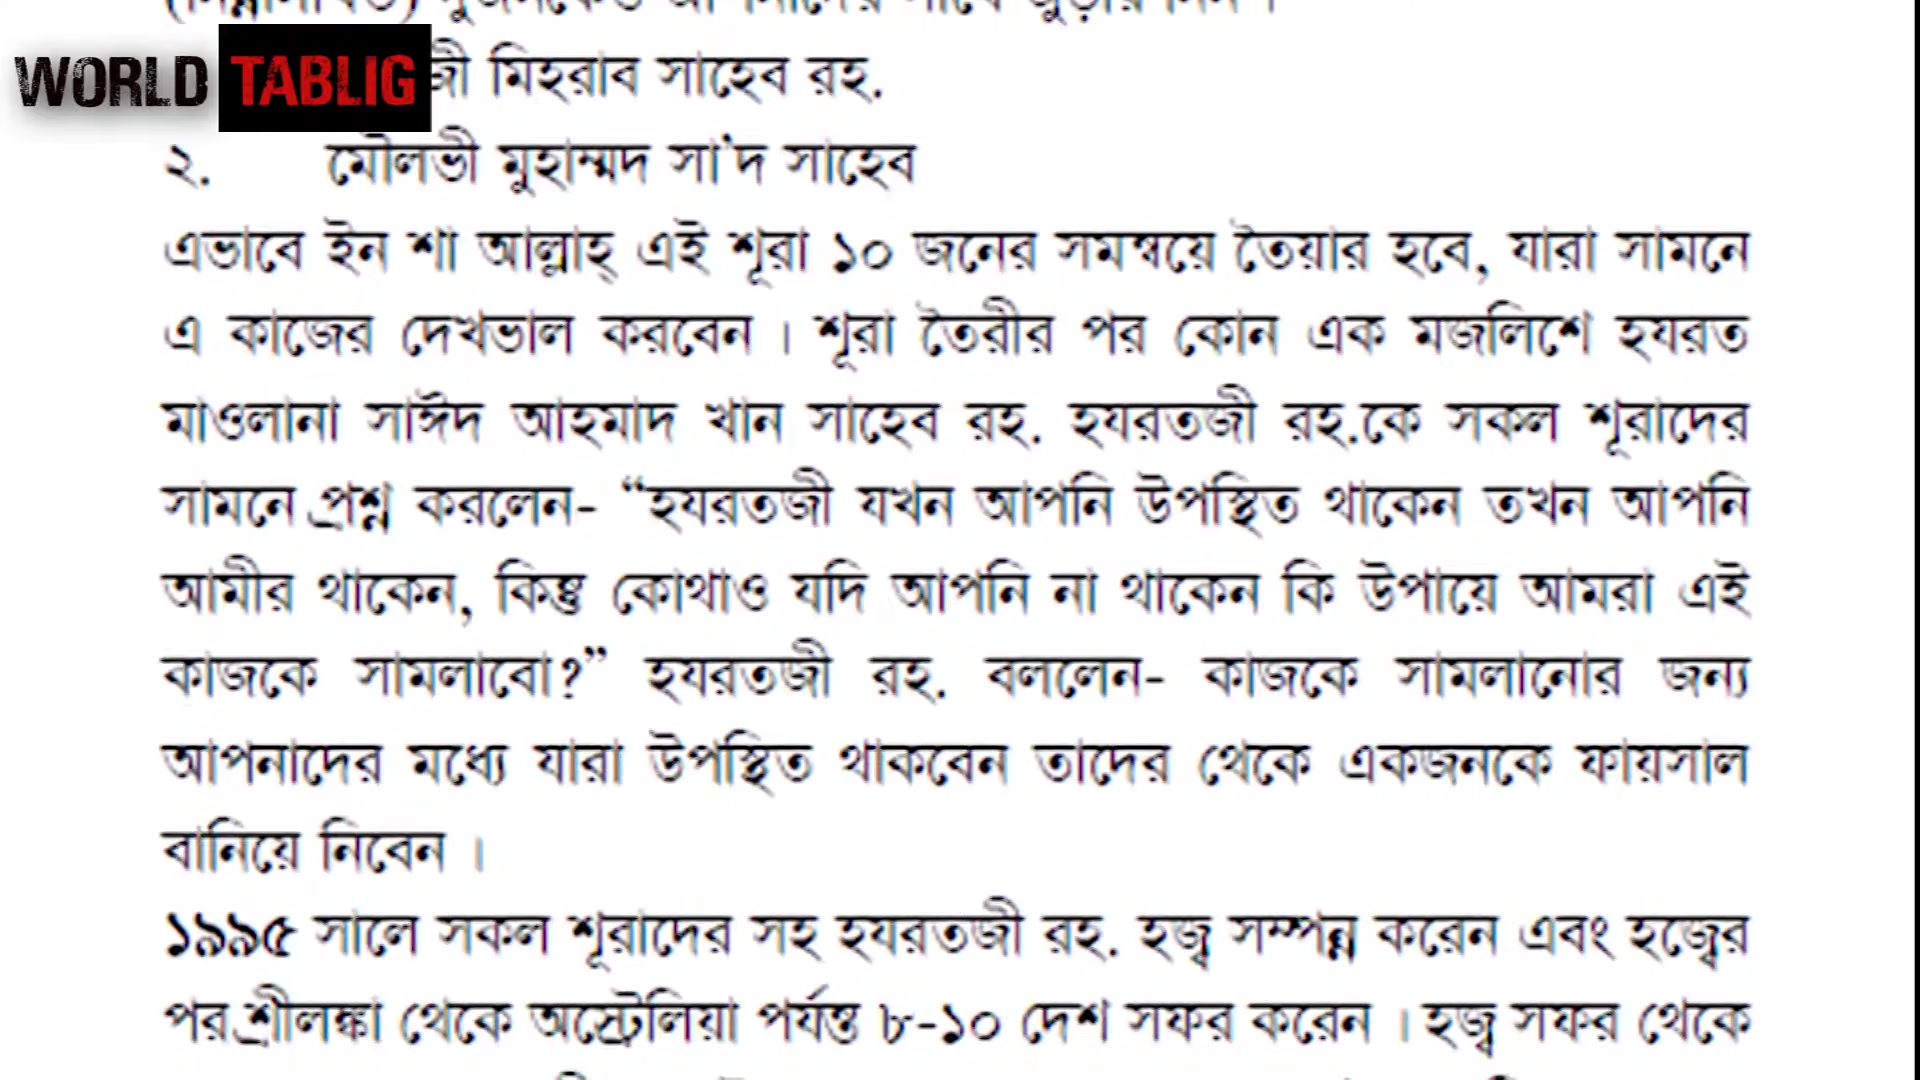 WORLD TABLIG
জী মিহরাব সাহেব রহ.
২. মৌলভী মুহাম্মদ সা'দ সাহেব
এভাবে ইন শা আল্লাহ্ এই শূরা ১০ জনের সমন্বয়ে তৈয়ার হবে, যারা সামনে
এ কাজের দেখভাল করবেন । শূরা তৈরীর পর কোন এক মজলিশে হযরত
মাওলানা সাঈদ আহমাদ খান সাহেব রহ. হযরতজী রহ.কে সকল শূরাদের
সামনে প্রশ্ন করলেন- “হযরতজী যখন আপনি উপস্থিত থাকেন তখন আপনি
আমীর থাকেন, কিন্তু কোথাও যদি আপনি না থাকেন কি উপায়ে আমরা এই
কাজকে সামলাবো?” হযরতজী রহ. বললেন- কাজকে সামলানোর জন্য
আপনাদের মধ্যে যারা উপস্থিত থাকবেন তাদের থেকে একজনকে ফায়সাল
বানিয়ে নিবেন ।
১৯৯৫ সালে সকল শূরাদের সহ হযরতজী রহ. হজ্ব সম্পন্ন করেন এবং হজ্বের
পর শ্রীলঙ্কা থেকে অস্ট্রেলিয়া পর্যন্ত ৮-১০ দেশ সফর করেন । হজ্ব সফর থেকে